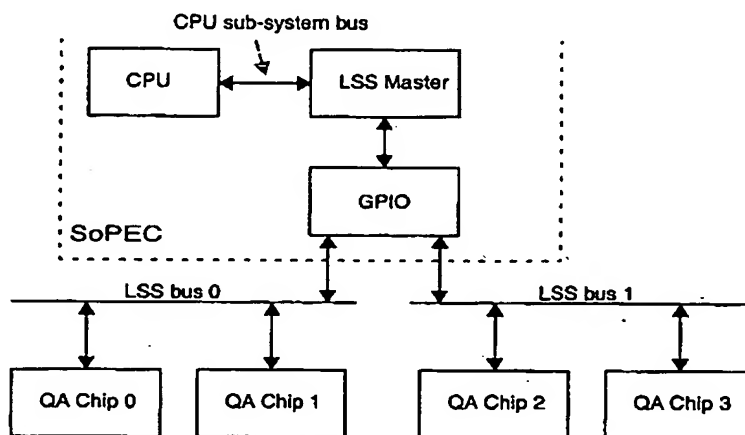 CPU sub-system bus
CPU
LSS Master
GPIO
SoPEC
LSS bus 0
LSS bus 1
QA Chip 0
QA Chip 1
QA Chip 2
QA Chip 3